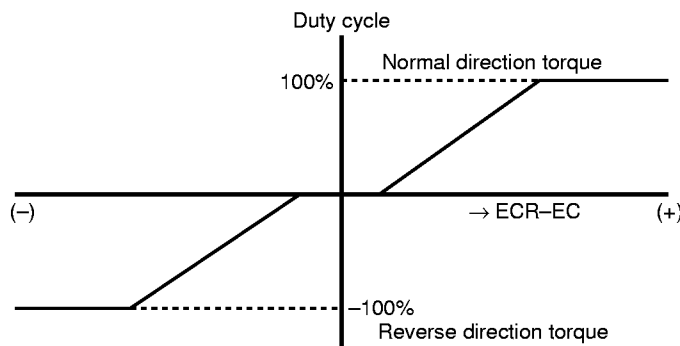 Duty cycle
Normal direction torque
100%
(–)
→ ECR–EC
(+)
–100%
Reverse direction torque